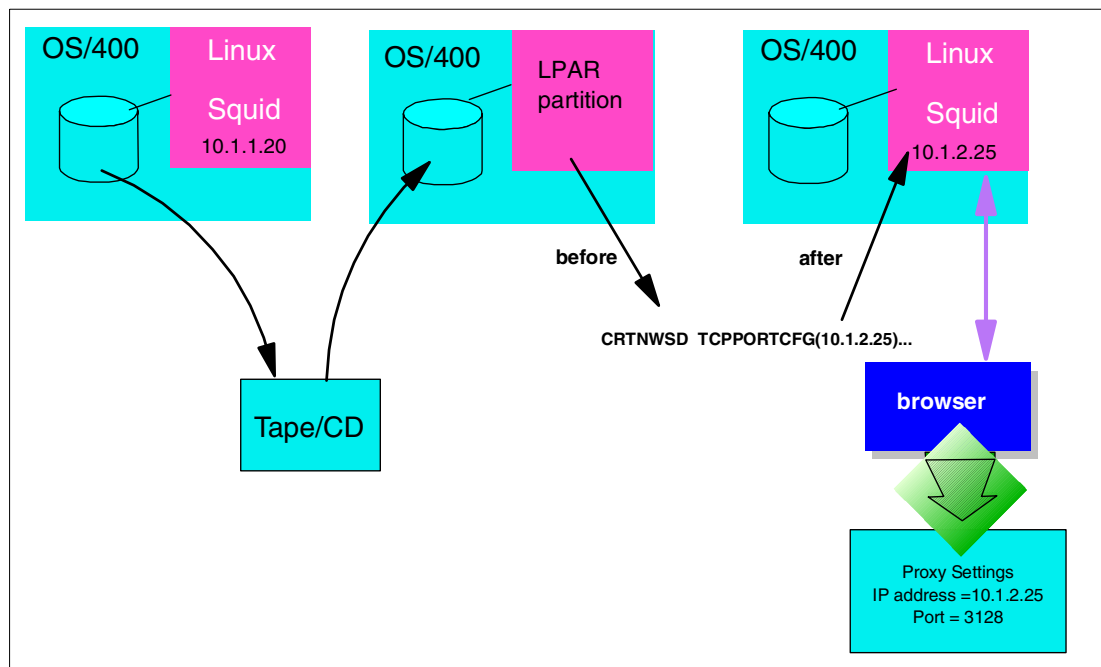 OS/400
Linux
Squid
10.1.1.20
OS/400
LPAR
partition
OS/400
Linux
Squid
10.1.2.25
before
after
CRTNWSD TCPPORTCFG(10.1.2.25)...
Tape/CD
browser
Proxy Settings
IP address =10.1.2.25
Port = 3128